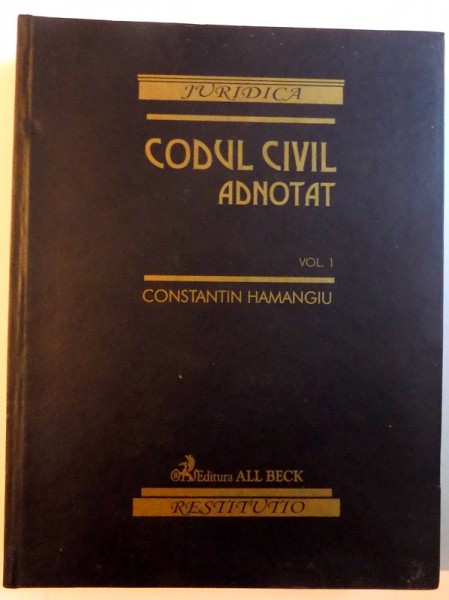 JURIDICA
CODUL CIVIL
ADNOTAT
VOL. 1
CONSTANTIN HAMANGIU
Editura ALL BECK
RESTITUTIO